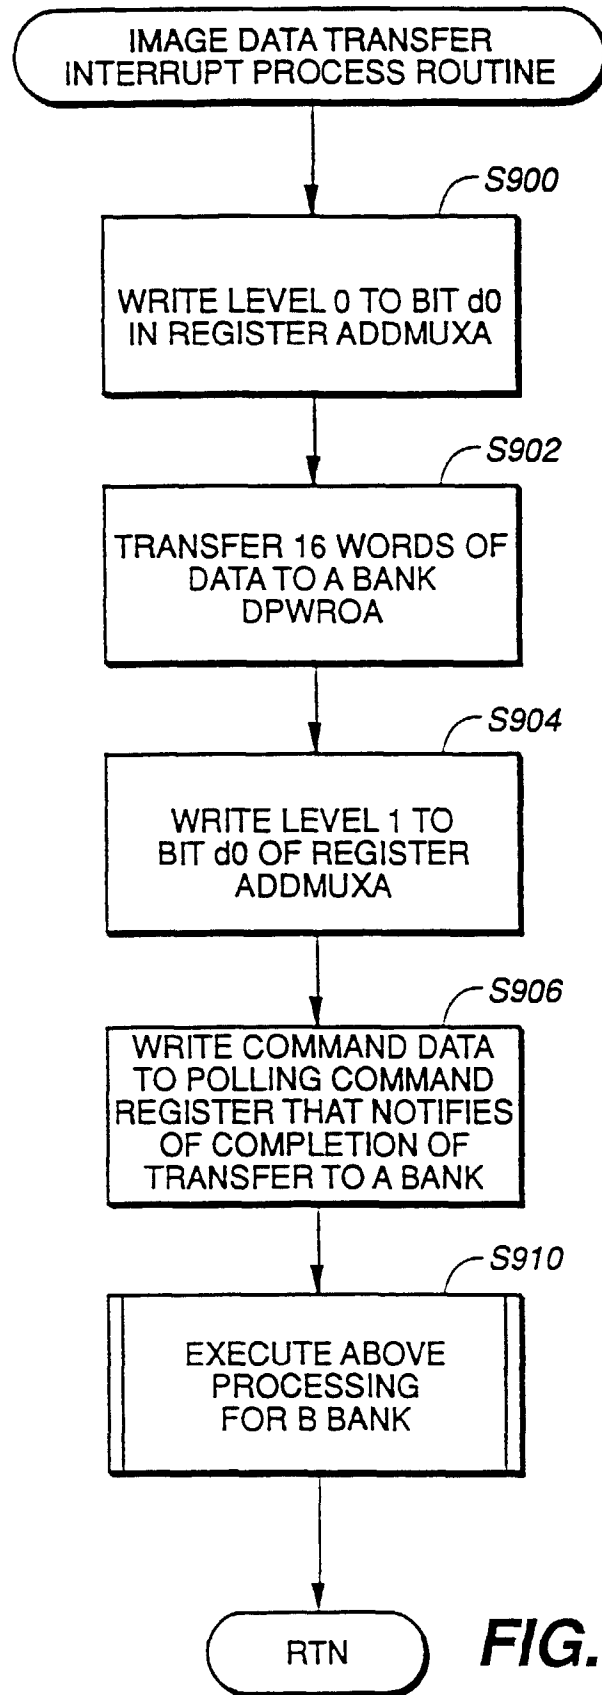 IMAGE DATA TRANSFER
INTERRUPT PROCESS ROUTINE
S900
WRITE LEVEL 0 TO BIT d0
IN REGISTER ADDMUXA
S902
TRANSFER 16 WORDS OF
DATA TO A BANK
DPWROA
S904
WRITE LEVEL 1 TO
BIT d0 OF REGISTER
ADDMUXA
S906
WRITE COMMAND DATA
TO POLLING COMMAND
REGISTER THAT NOTIFIES
OF COMPLETION OF
TRANSFER TO A BANK
S910
EXECUTE ABOVE
PROCESSING
FOR B BANK
RTN
FIG.